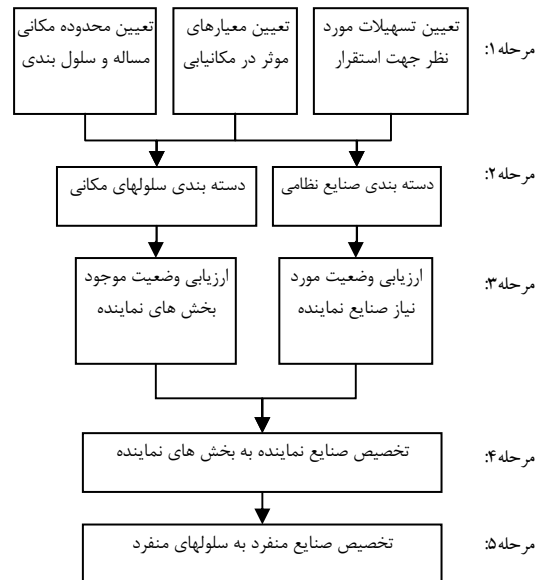 مرحله۱:
تعیین تسهیلات مورد
نظر جهت استقرار
تعیین معیارهای
موثر در مکانیابی
تعیین محدوده مکانی
مساله و سلول بندی
مرحله۲:
دسته بندی صنایع نظامی
دسته بندی سلولهای مکانی
مرحله۳:
ارزیابی وضعیت مورد
نیاز صنایع نماینده
ارزیابی وضعیت موجود
بخش های نماینده
مرحله۴:
تخصیص صنایع نماینده به بخش های نماینده
مرحله۵:
تخصیص صنایع منفرد به سلولهای منفرد